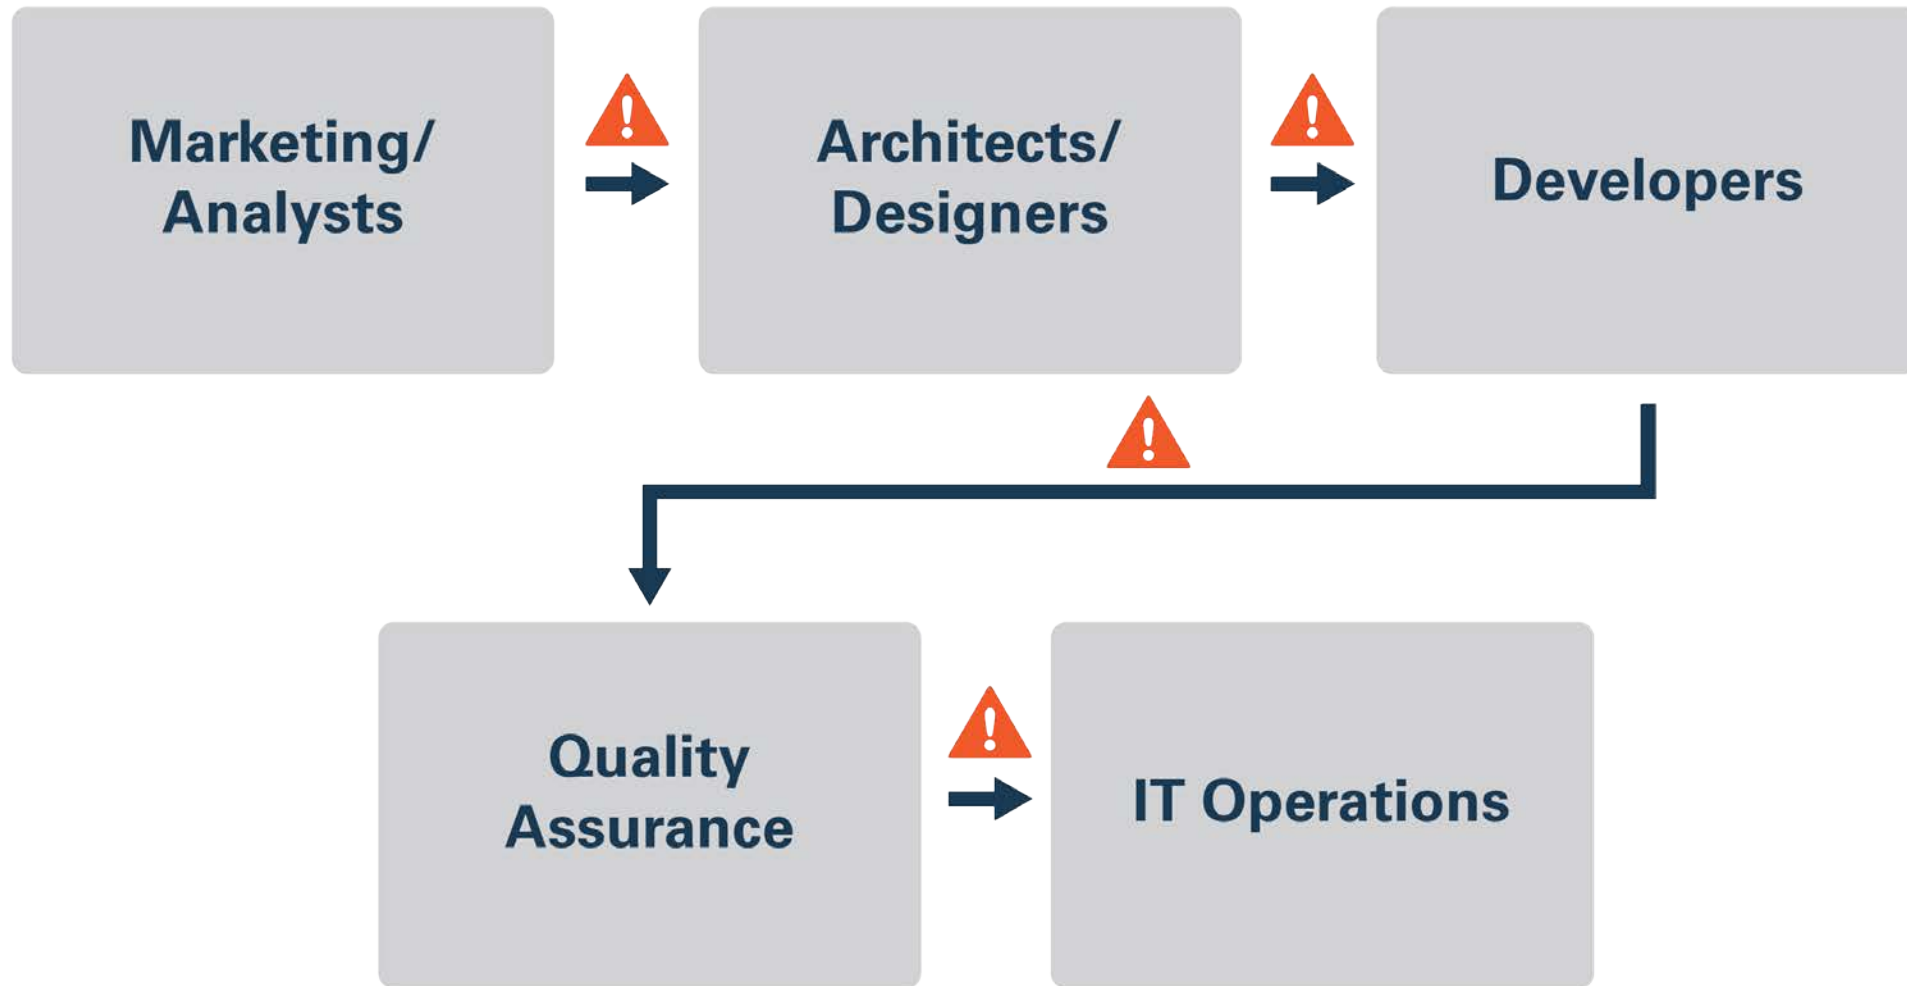 Marketing/
Analysts
Architects/
Designers
Developers
Quality
Assurance
IT Operations